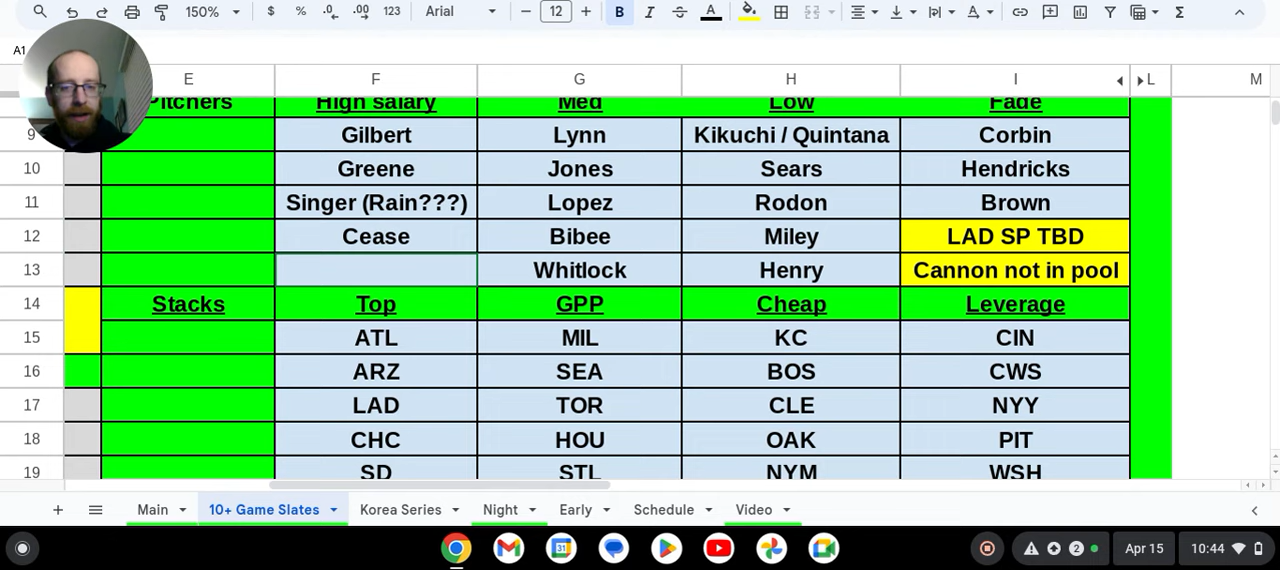 150% $ % .0 .00 123 Arial 12 B I A
A1
E F G H I L M
Pitchers High salary Med Low Fade
9 Gilbert Lynn Kikuchi / Quintana Corbin
10 Greene Jones Sears Hendricks
11 Singer (Rain???) Lopez Rodon Brown
12 Cease Bibee Miley LAD SP TBD
13 Whitlock Henry Cannon not in pool
14 Stacks Top GPP Cheap Leverage
15 ATL MIL KC CIN
16 ARZ SEA BOS CWS
17 LAD TOR CLE NYY
18 CHC HOU OAK PIT
19 SD STL NYM WSH
Main 10+ Game Slates Korea Series Night Early Schedule Video
31 2 Apr 15 10:44